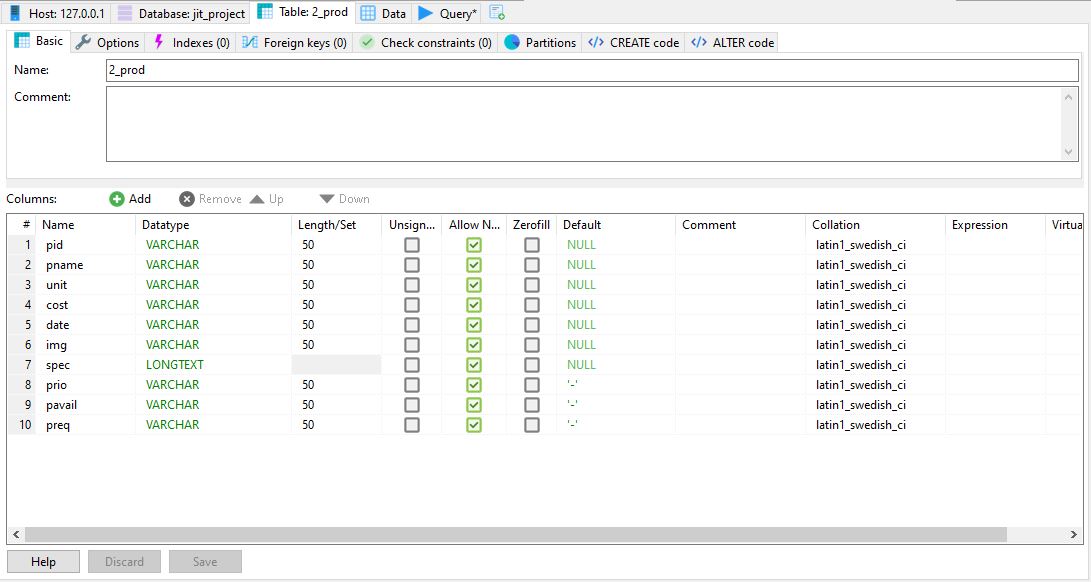 Host: 127.0.0.1 Database: jit_project Table: 2_prod Data Query*
Basic Options Indexes (0) Foreign keys (0) Check constraints (0) Partitions CREATE code ALTER code
Name: 2_prod
Comment:
Columns: Add Remove Up Down
# Name Datatype Length/Set Unsign... Allow N... Zerofill Default Comment Collation Expression Virtua
1 pid VARCHAR 50 NULL latin1_swedish_ci
2 pname VARCHAR 50 NULL latin1_swedish_ci
3 unit VARCHAR 50 NULL latin1_swedish_ci
4 cost VARCHAR 50 NULL latin1_swedish_ci
5 date VARCHAR 50 NULL latin1_swedish_ci
6 img VARCHAR 50 NULL latin1_swedish_ci
7 spec LONGTEXT NULL latin1_swedish_ci
8 prio VARCHAR 50 '-' latin1_swedish_ci
9 pavail VARCHAR 50 '-' latin1_swedish_ci
10 preq VARCHAR 50 '-' latin1_swedish_ci
Help Discard Save